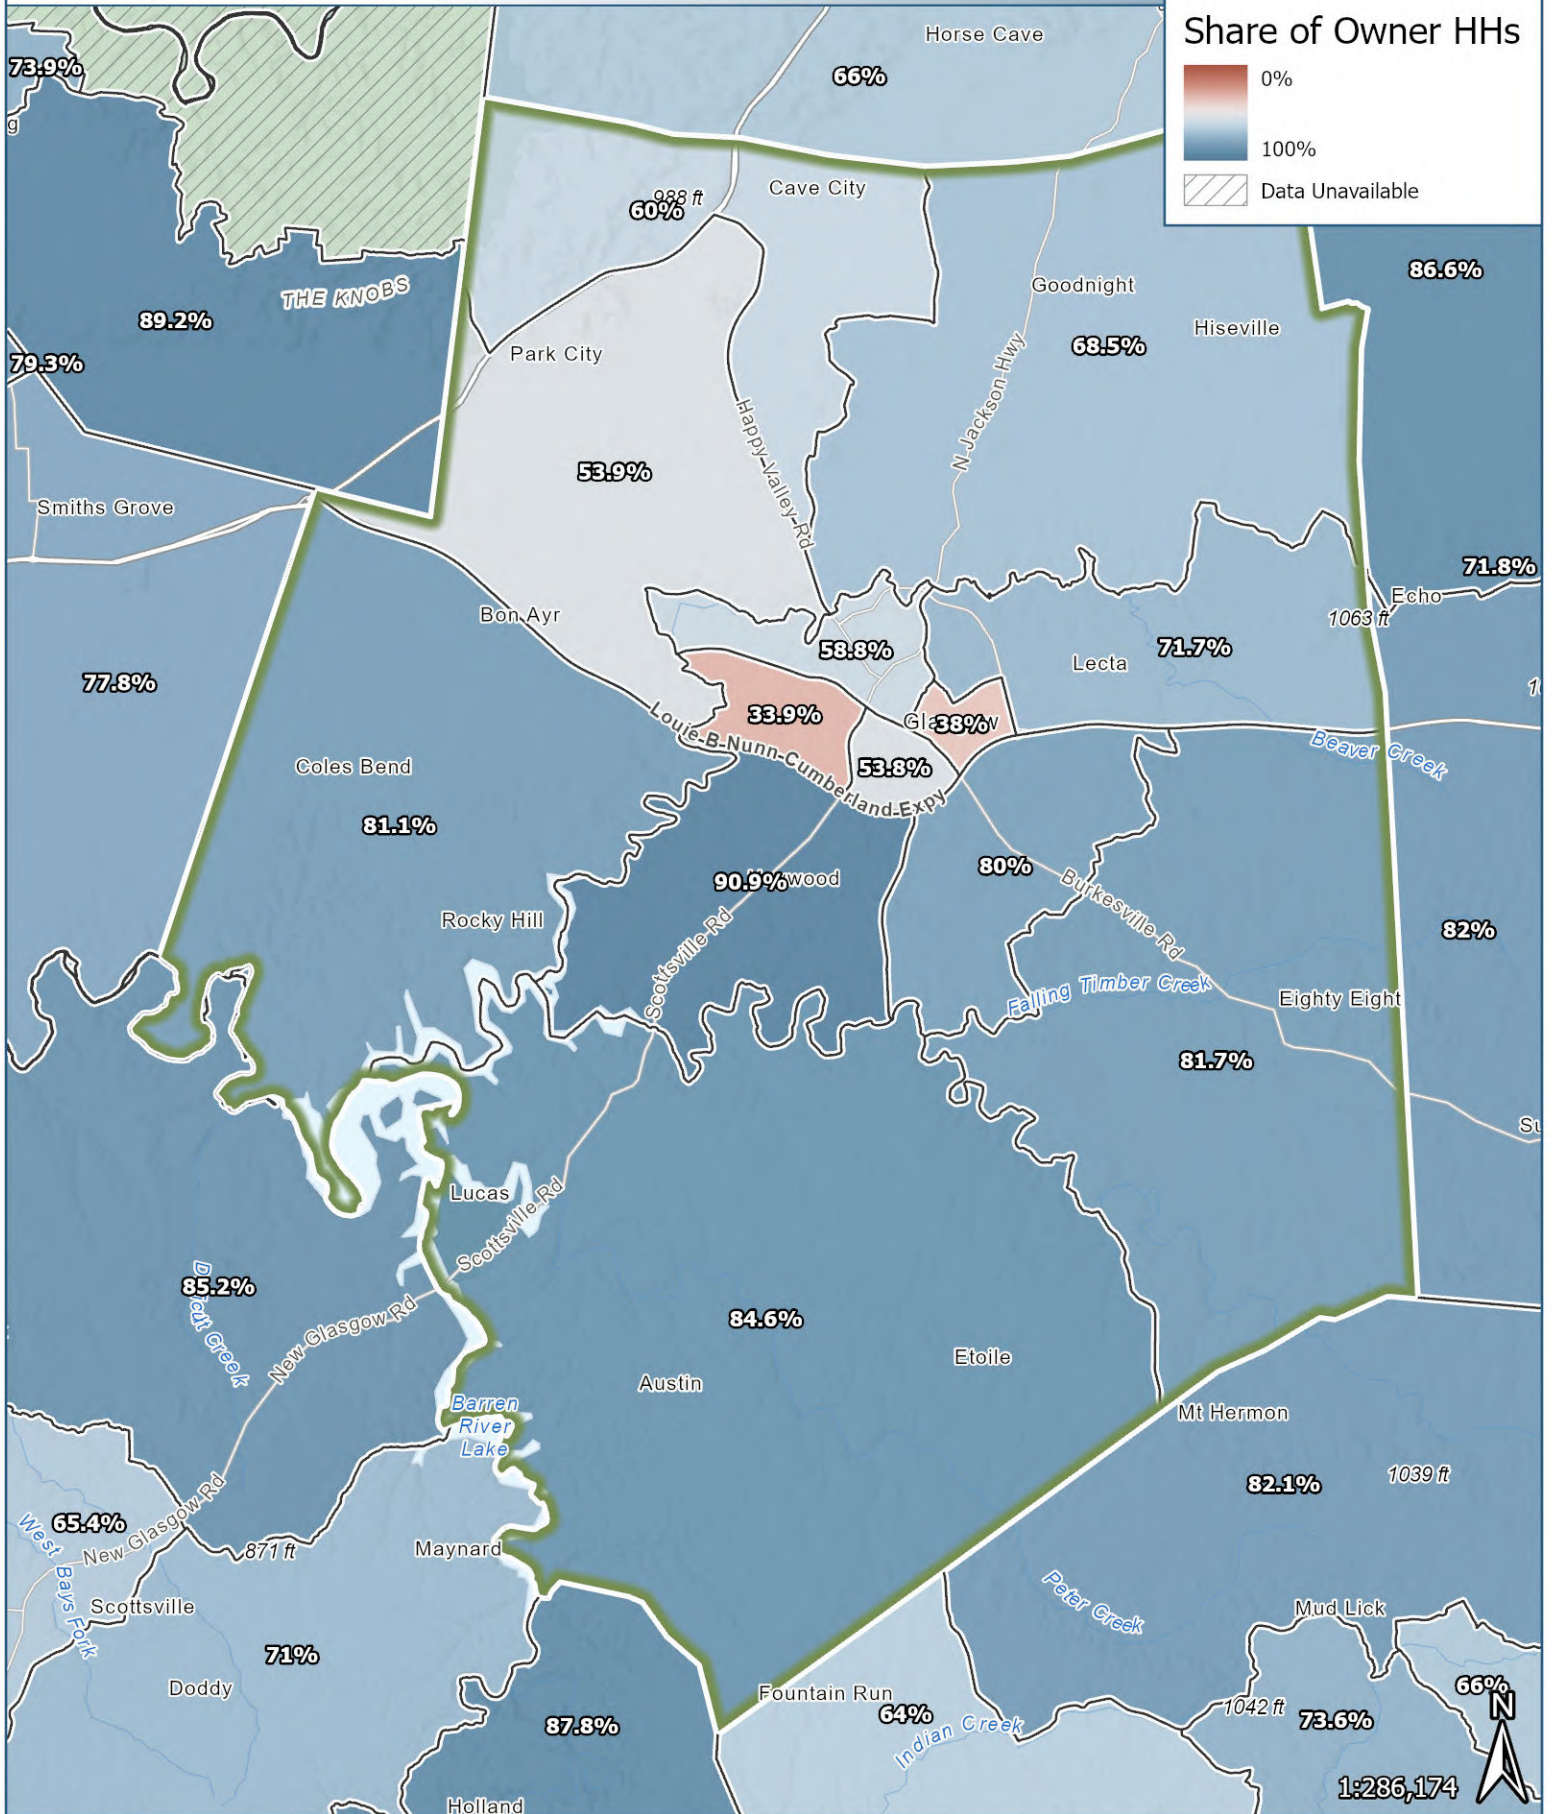 Share of Owner HHs
0%
100%
Data Unavailable
Horse Cave
66%
73.9%
g
Cave City
988 ft
60%
86.6%
Goodnight
THE KNOBS
89.2%
Hiseville
68.5%
79.3%
Park City
N Jackson Hwy
Happy Valley Rd
53.9%
Smiths Grove
71.8%
Echo
1063 ft
Bon Ayr
58.8%
71.7%
Lecta
77.8%
33.9%
38%
Louie B Nunn Cumberland Expy
53.8%
Beaver Creek
Coles Bend
81.1%
80%
90.9%
wood
Burkesville Rd
Rocky Hill
82%
Scottsville Rd
Falling Timber Creek
Eighty Eight
81.7%
Su
Lucas
Scottsville Rd
85.2%
Creek
New Glasgow Rd
84.6%
Etoile
Austin
Barren
River
Lake
Mt Hermon
1039 ft
82.1%
65.4%
New Glasgow Rd
West Bays Fork
871 ft
Maynard
Scottsville
Peter Creek
Mud Lick
71%
Doddy
Fountain Run
64%
Indian Creek
87.8%
1042 ft
73.6%
66%
N
1:286,174
Holland